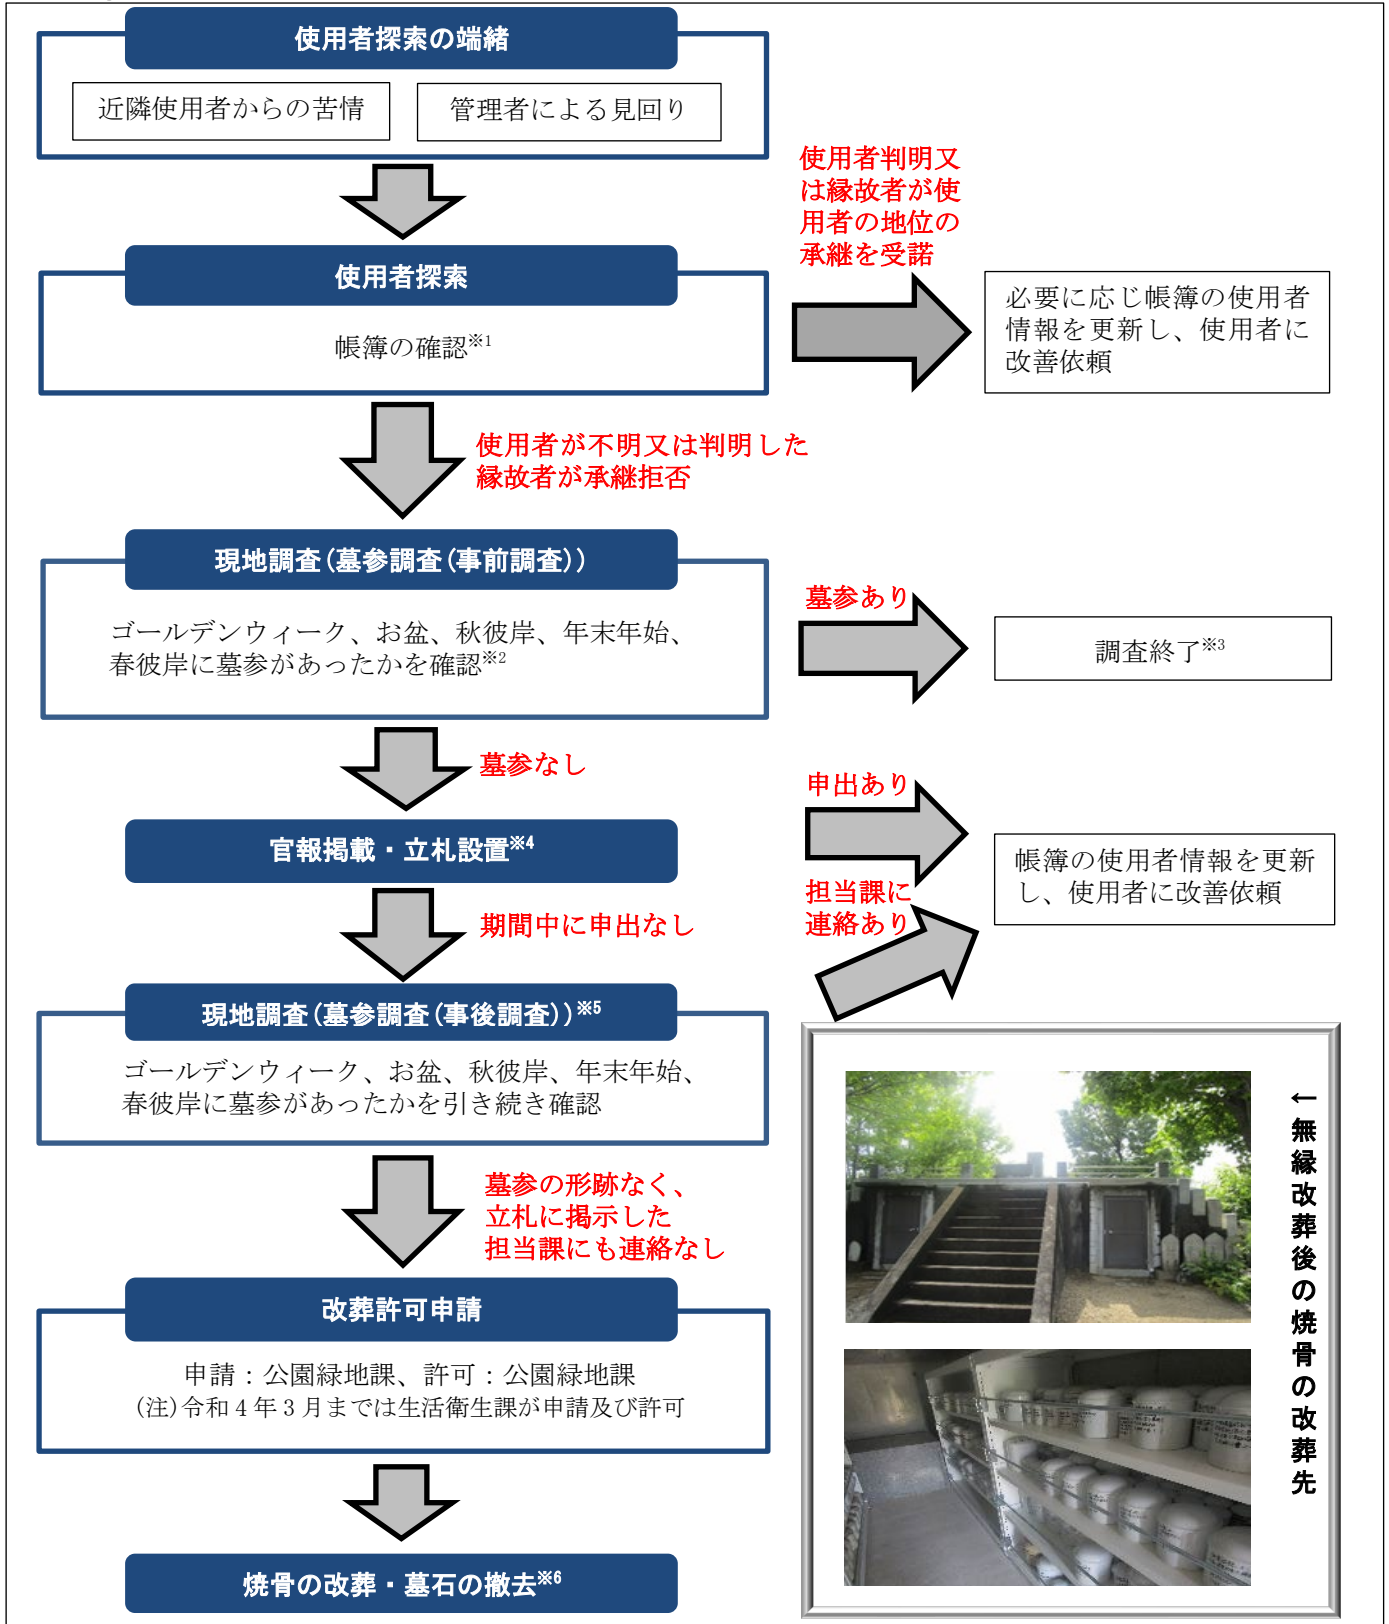 使用者探索の端緒
近隣使用者からの苦情
管理者による見回り
使用者判明又
は縁故者が使
用者の地位の
承継を受諾
使用者探索
帳簿の確認※1
必要に応じ帳簿の使用者
情報を更新し、使用者に
改善依頼
使用者が不明又は判明した
縁故者が承継拒否
現地調査(墓参調査(事前調査))
ゴールデンウィーク、お盆、秋彼岸、年末年始、
春彼岸に墓参があったかを確認※2
墓参あり
調査終了※3
墓参なし
官報掲載・立札設置※4
申出あり
帳簿の使用者情報を更新
し、使用者に改善依頼
担当課に
連絡あり
期間中に申出なし
現地調査(墓参調査(事後調査))※5
ゴールデンウィーク、お盆、秋彼岸、年末年始、
春彼岸に墓参があったかを引き続き確認
墓参の形跡なく、
立札に掲示した
担当課にも連絡なし
改葬許可申請
申請：公園緑地課、許可：公園緑地課
(注)令和4年3月までは生活衛生課が申請及び許可
焼骨の改葬・墓石の撤去※6
←無縁改葬後の焼骨の改葬先